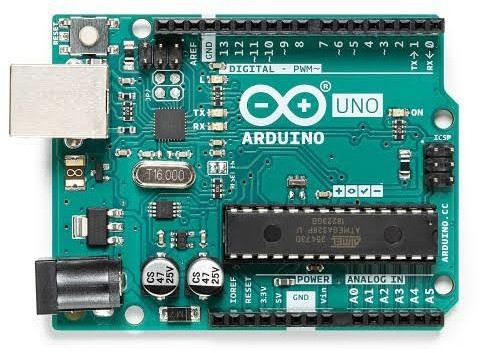 RESET
AREF
GND
13
12
~11
~10
~9
8
7
~6
~5
4
~3
2
TX→1
RX←0
DIGITAL - PWM~
L
TX
RX
®
UNO
ARDUINO
ON
ICSP
T16.000
ATMEL
ATMEGA328P
ARDUINO.CC
CS
47
25V
CS
47
25V
IOREF
RESET
3.3V
5V
GND
Vin
POWER
ANALOG IN
A0
A1
A2
A3
A4
A5